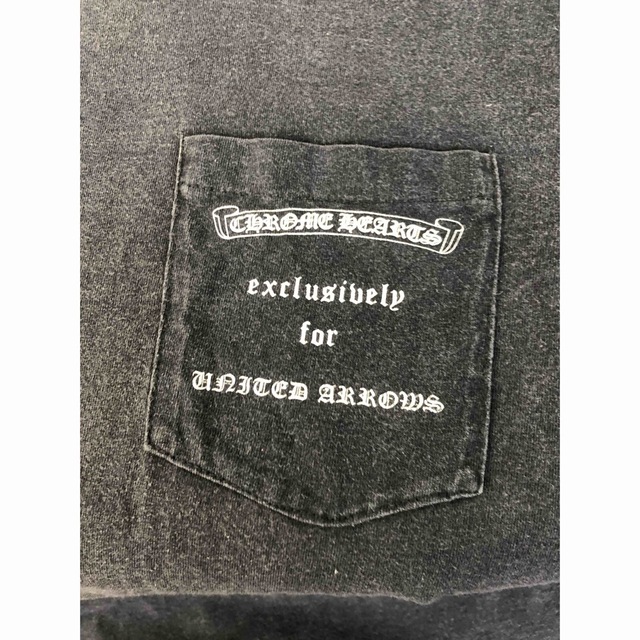 CHROME HEARTS
exclusively
for
UNITED ARROWS